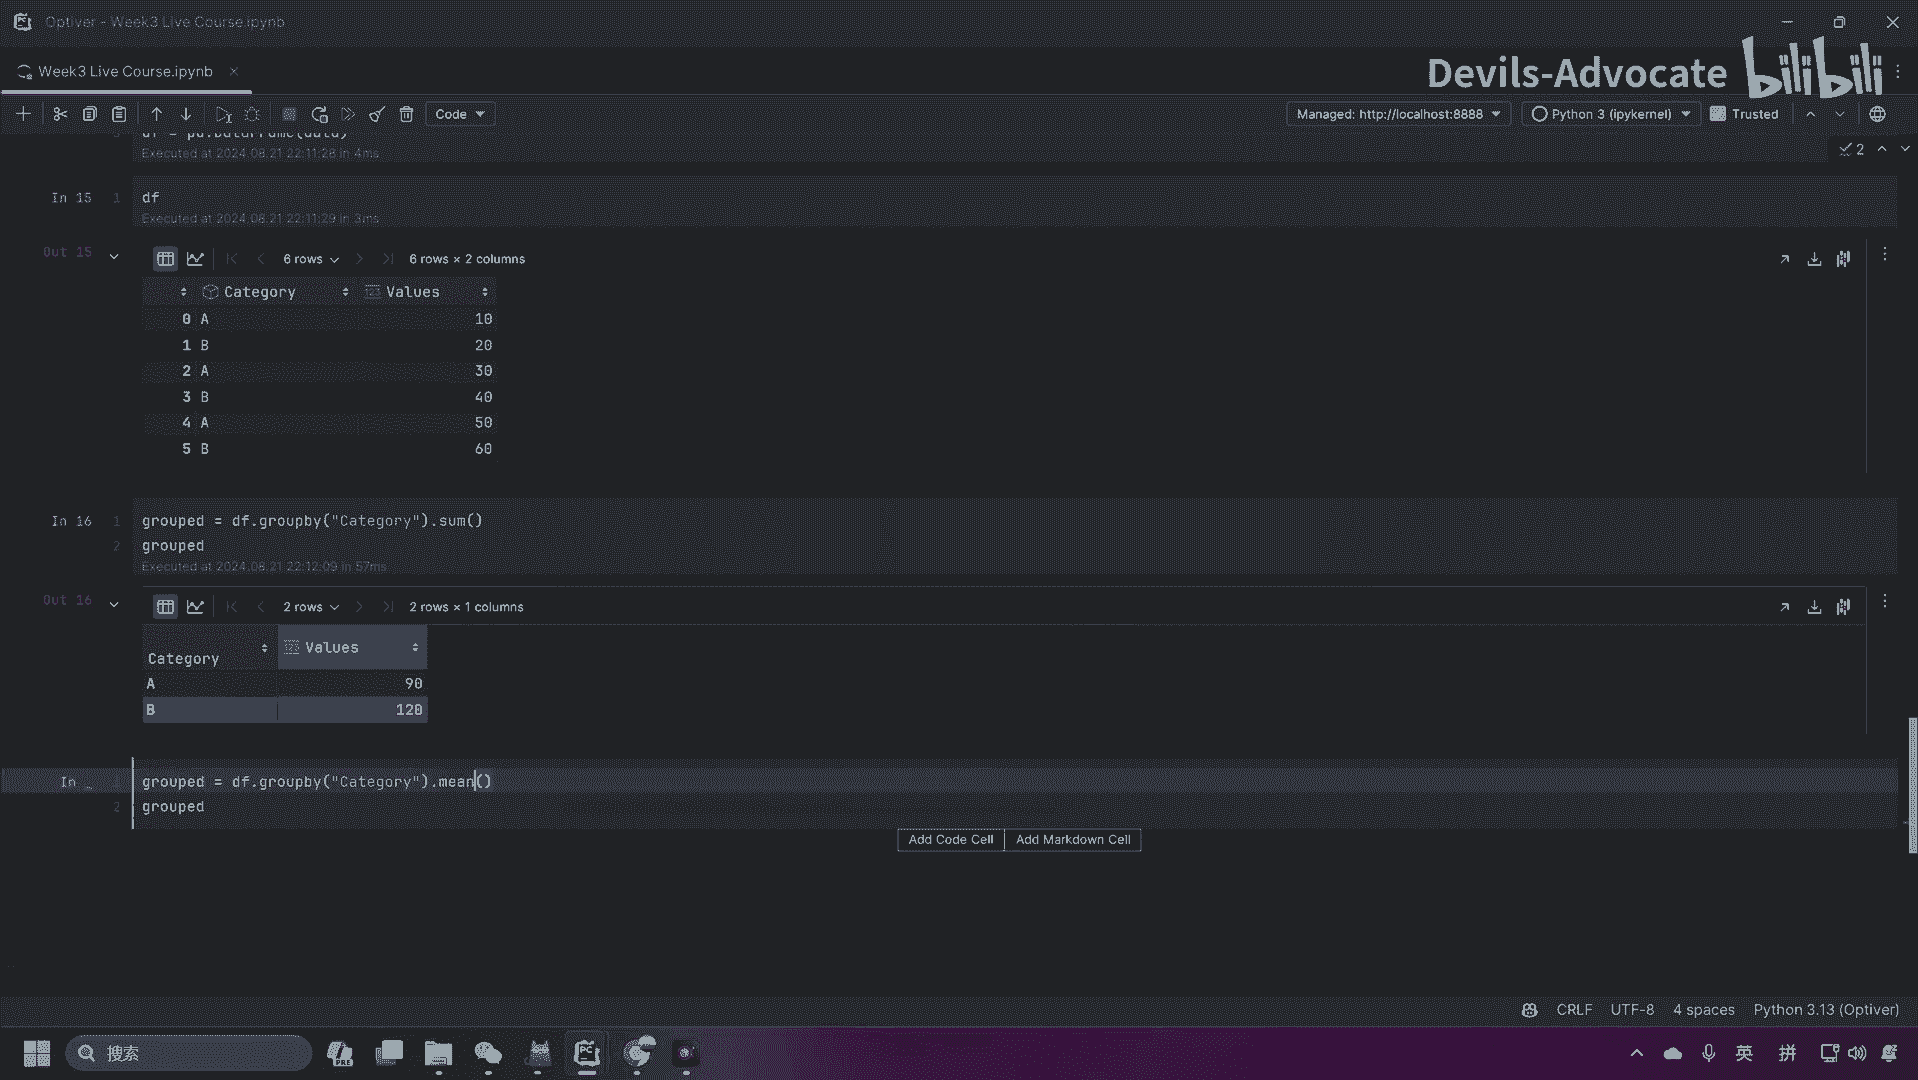 Optiver – Week3 Live Course.ipynb
Week3 Live Course.ipynb
Devils-Advocate bilibili
Code
Managed: http://localhost:8888
Python 3 (ipykernel)
Trusted
df = pd.DataFrame(data)
Executed at 2024.08.21 22:11:28 in 4ms
2
In 15
1
df
Executed at 2024.08.21 22:11:29 in 3ms
Out 15
6 rows
6 rows × 2 columns
Category Values
0 A 10
1 B 20
2 A 30
3 B 40
4 A 50
5 B 60
In 16
1 grouped = df.groupby("Category").sum()
2 grouped
Executed at 2024.08.21 22:12:09 in 57ms
Out 16
2 rows
2 rows × 1 columns
Category Values
A 90
B 120
In _
1 grouped = df.groupby("Category").mean()
2 grouped
Add Code Cell
Add Markdown Cell
CRLF UTF-8 4 spaces Python 3.13 (Optiver)
搜索
PRE
PC
英
拼